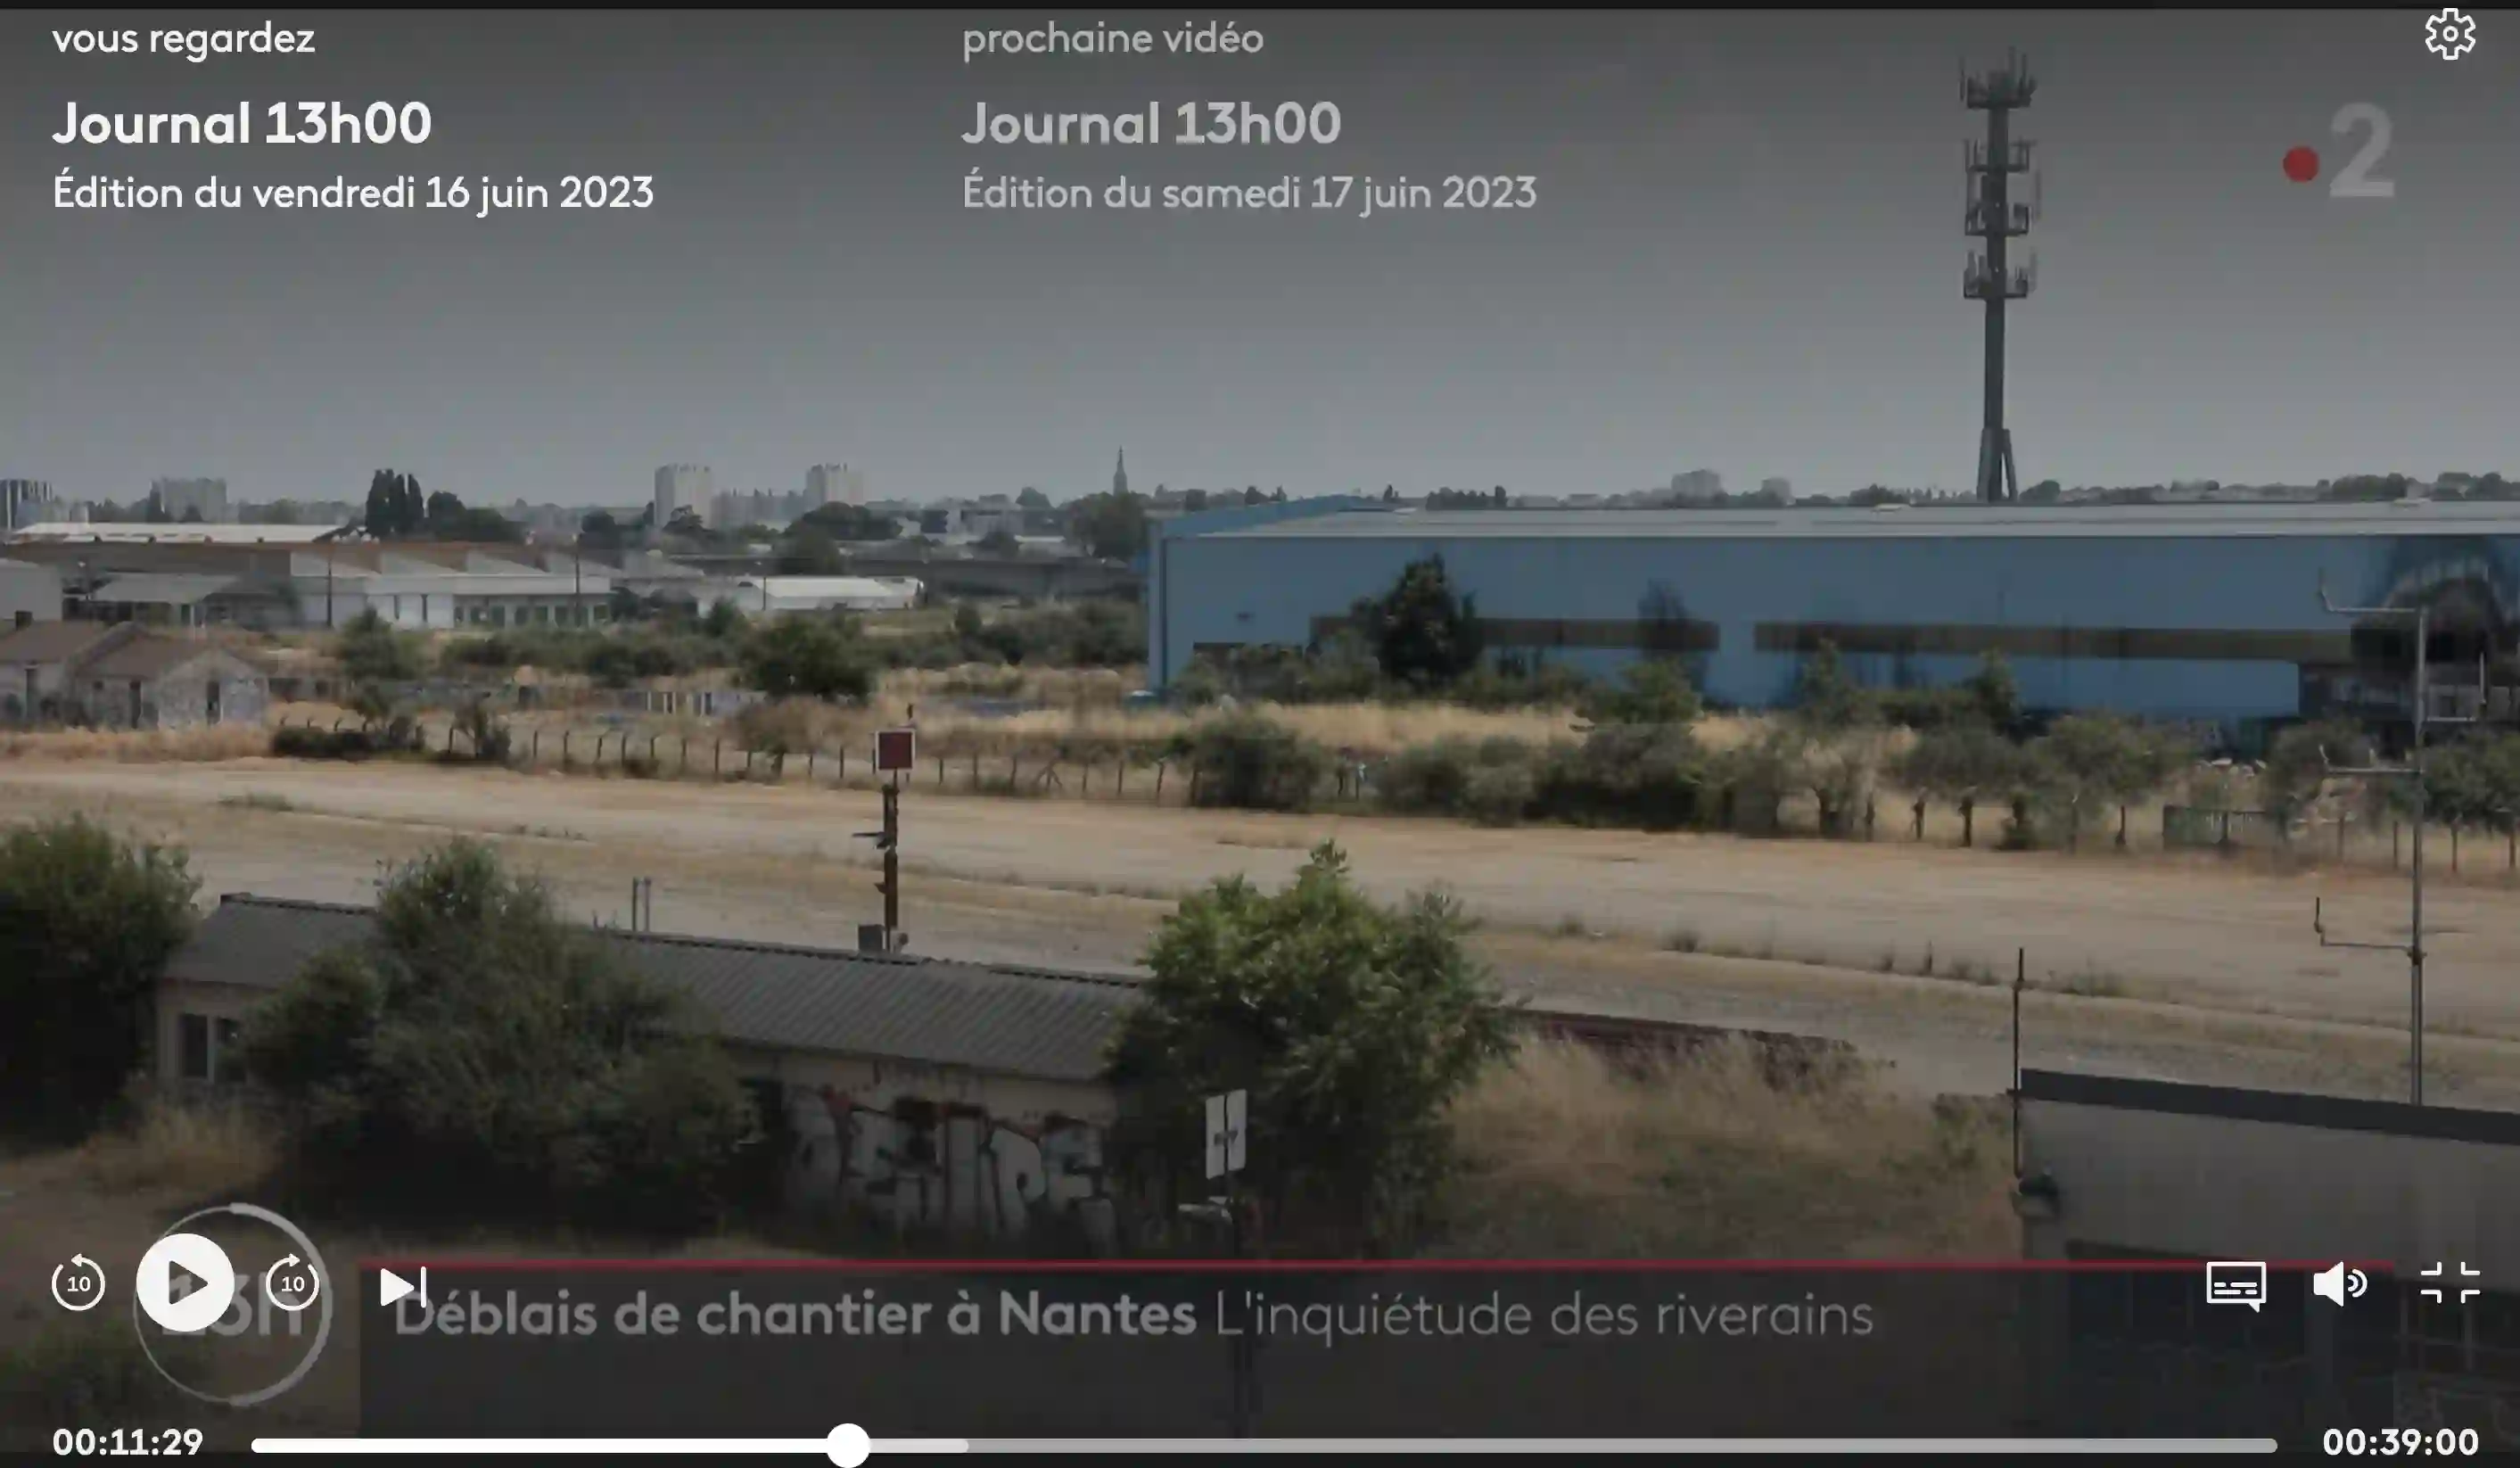 vous regardez
Journal 13h00
Édition du vendredi 16 juin 2023
prochaine vidéo
Journal 13h00
Édition du samedi 17 juin 2023
2
10
10
13h
Déblais de chantier à Nantes L'inquiétude des riverains
00:11:29
00:39:00